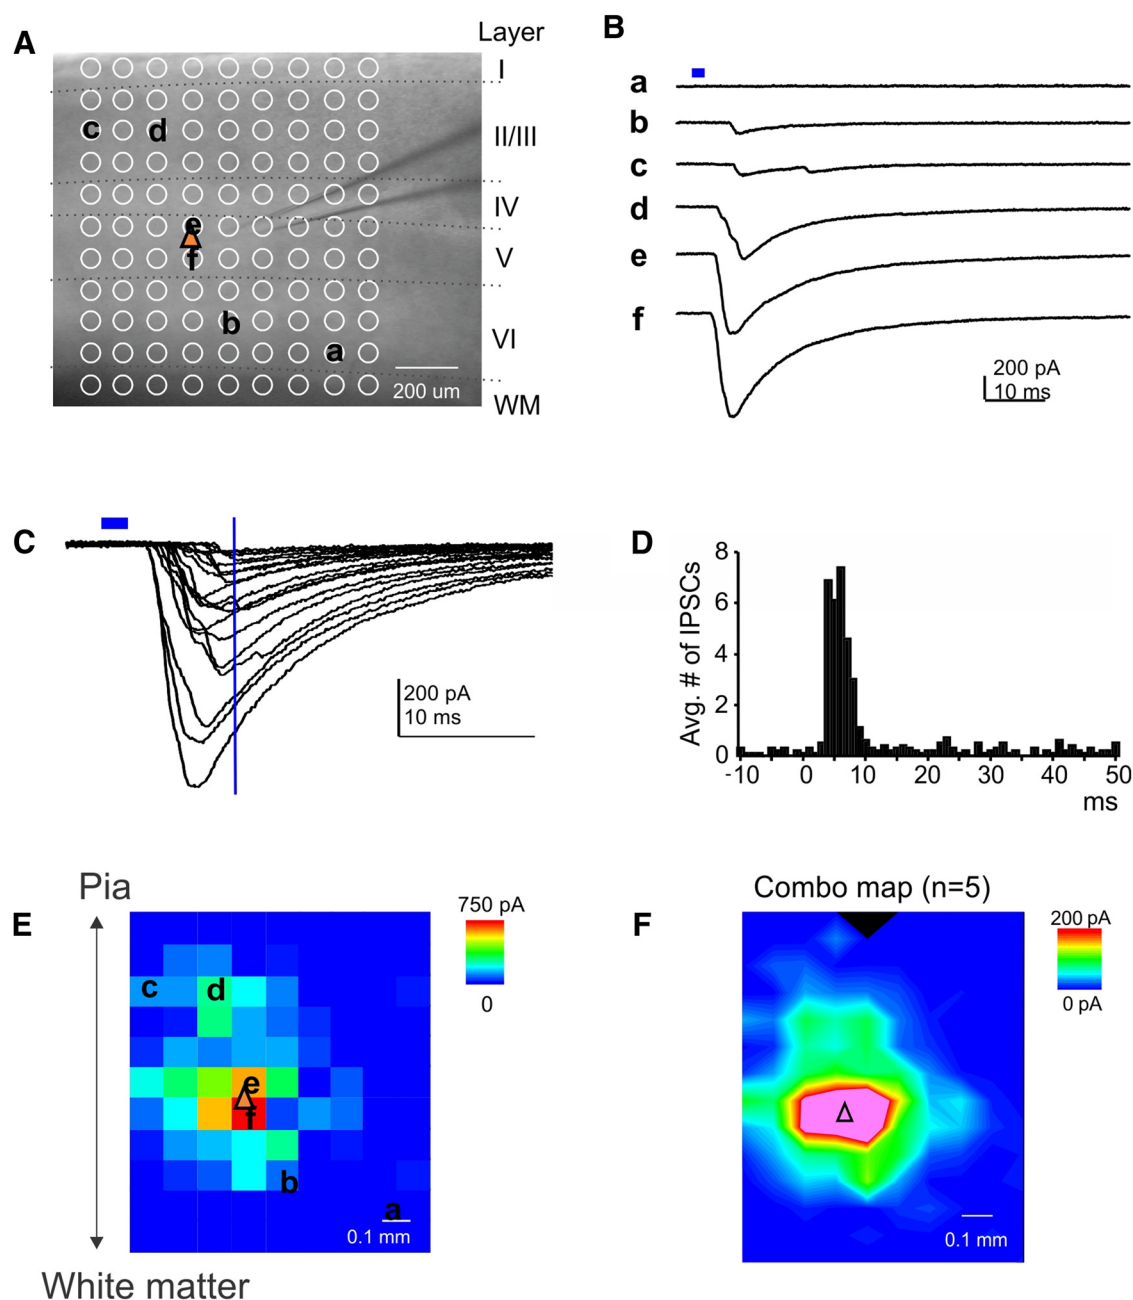 A
Layer
I
II/III
IV
V
VI
WM
c
d
e
f
b
a
200 um
B
a
b
c
d
e
f
200 pA
10 ms
C
200 pA
10 ms
D
Avg. # of IPSCs
8
6
4
2
0
-10 0 10 20 30 40 50
ms
E
Pia
White matter
750 pA
0
c
d
e
f
b
a
0.1 mm
F
Combo map (n=5)
200 pA
0 pA
0.1 mm